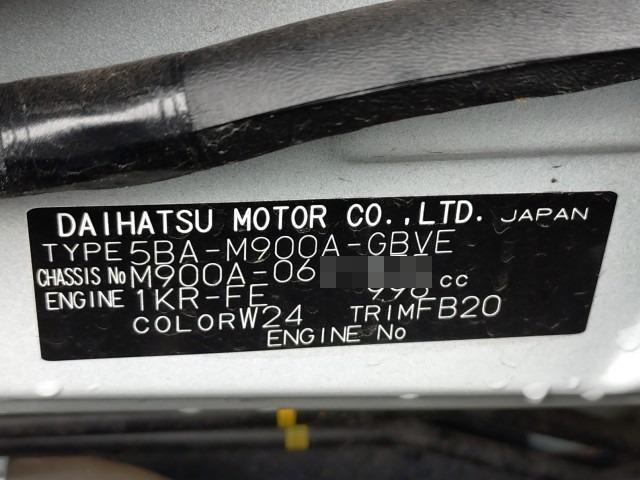 DAIHATSU MOTOR CO.,LTD. JAPAN
TYPE 5BA-M900A-GBVE
CHASSIS No M900A-06
ENGINE 1KR-FE 996 cc
COLOR W24 TRIM FB20
ENGINE No